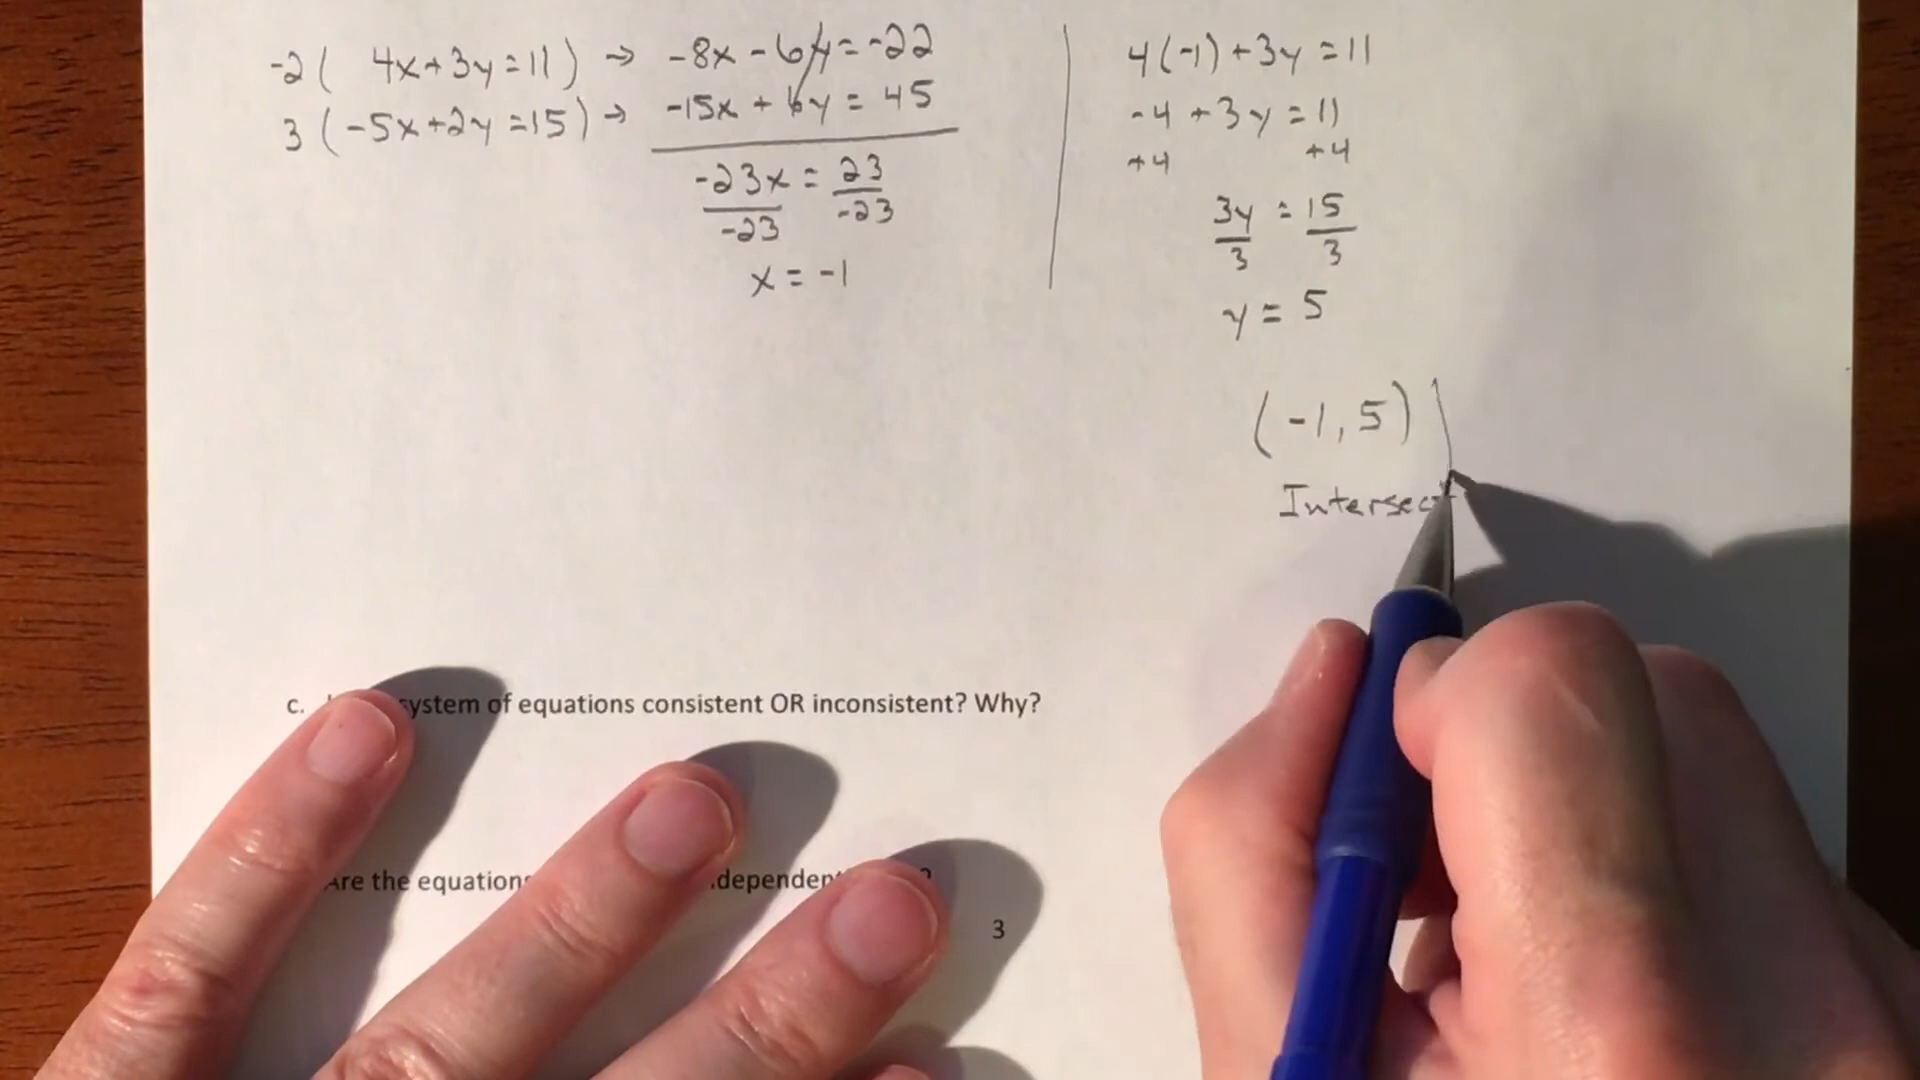 -2( 4x+3y=11) → -8x - 6y = -22
3(-5x+2y=15) → -15x + 6y = 45
-23x = 23
-23 -23
x = -1
4(-1)+3y=11
-4+3y=11
+4 +4
3y = 15
3 3
y = 5
(-1,5)
Intersect
c. system of equations consistent OR inconsistent? Why?
Are the equations
3